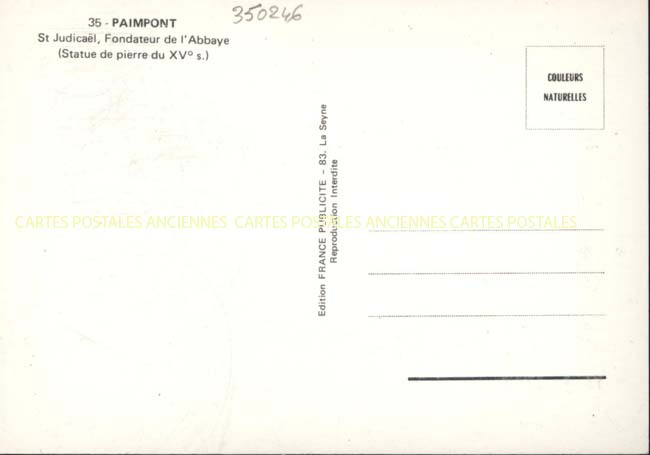 350246
35 - PAIMPONT
St Judicaël, Fondateur de l'Abbaye
(Statue de pierre du XVº s.)
COULEURS
NATURELLES
Edition FRANCE PUBLICITE - 83. La Seyne
Reproduction Interdite
CARTES POSTALES ANCIENNES CARTES POSTALES ANCIENNES CARTES POSTALES